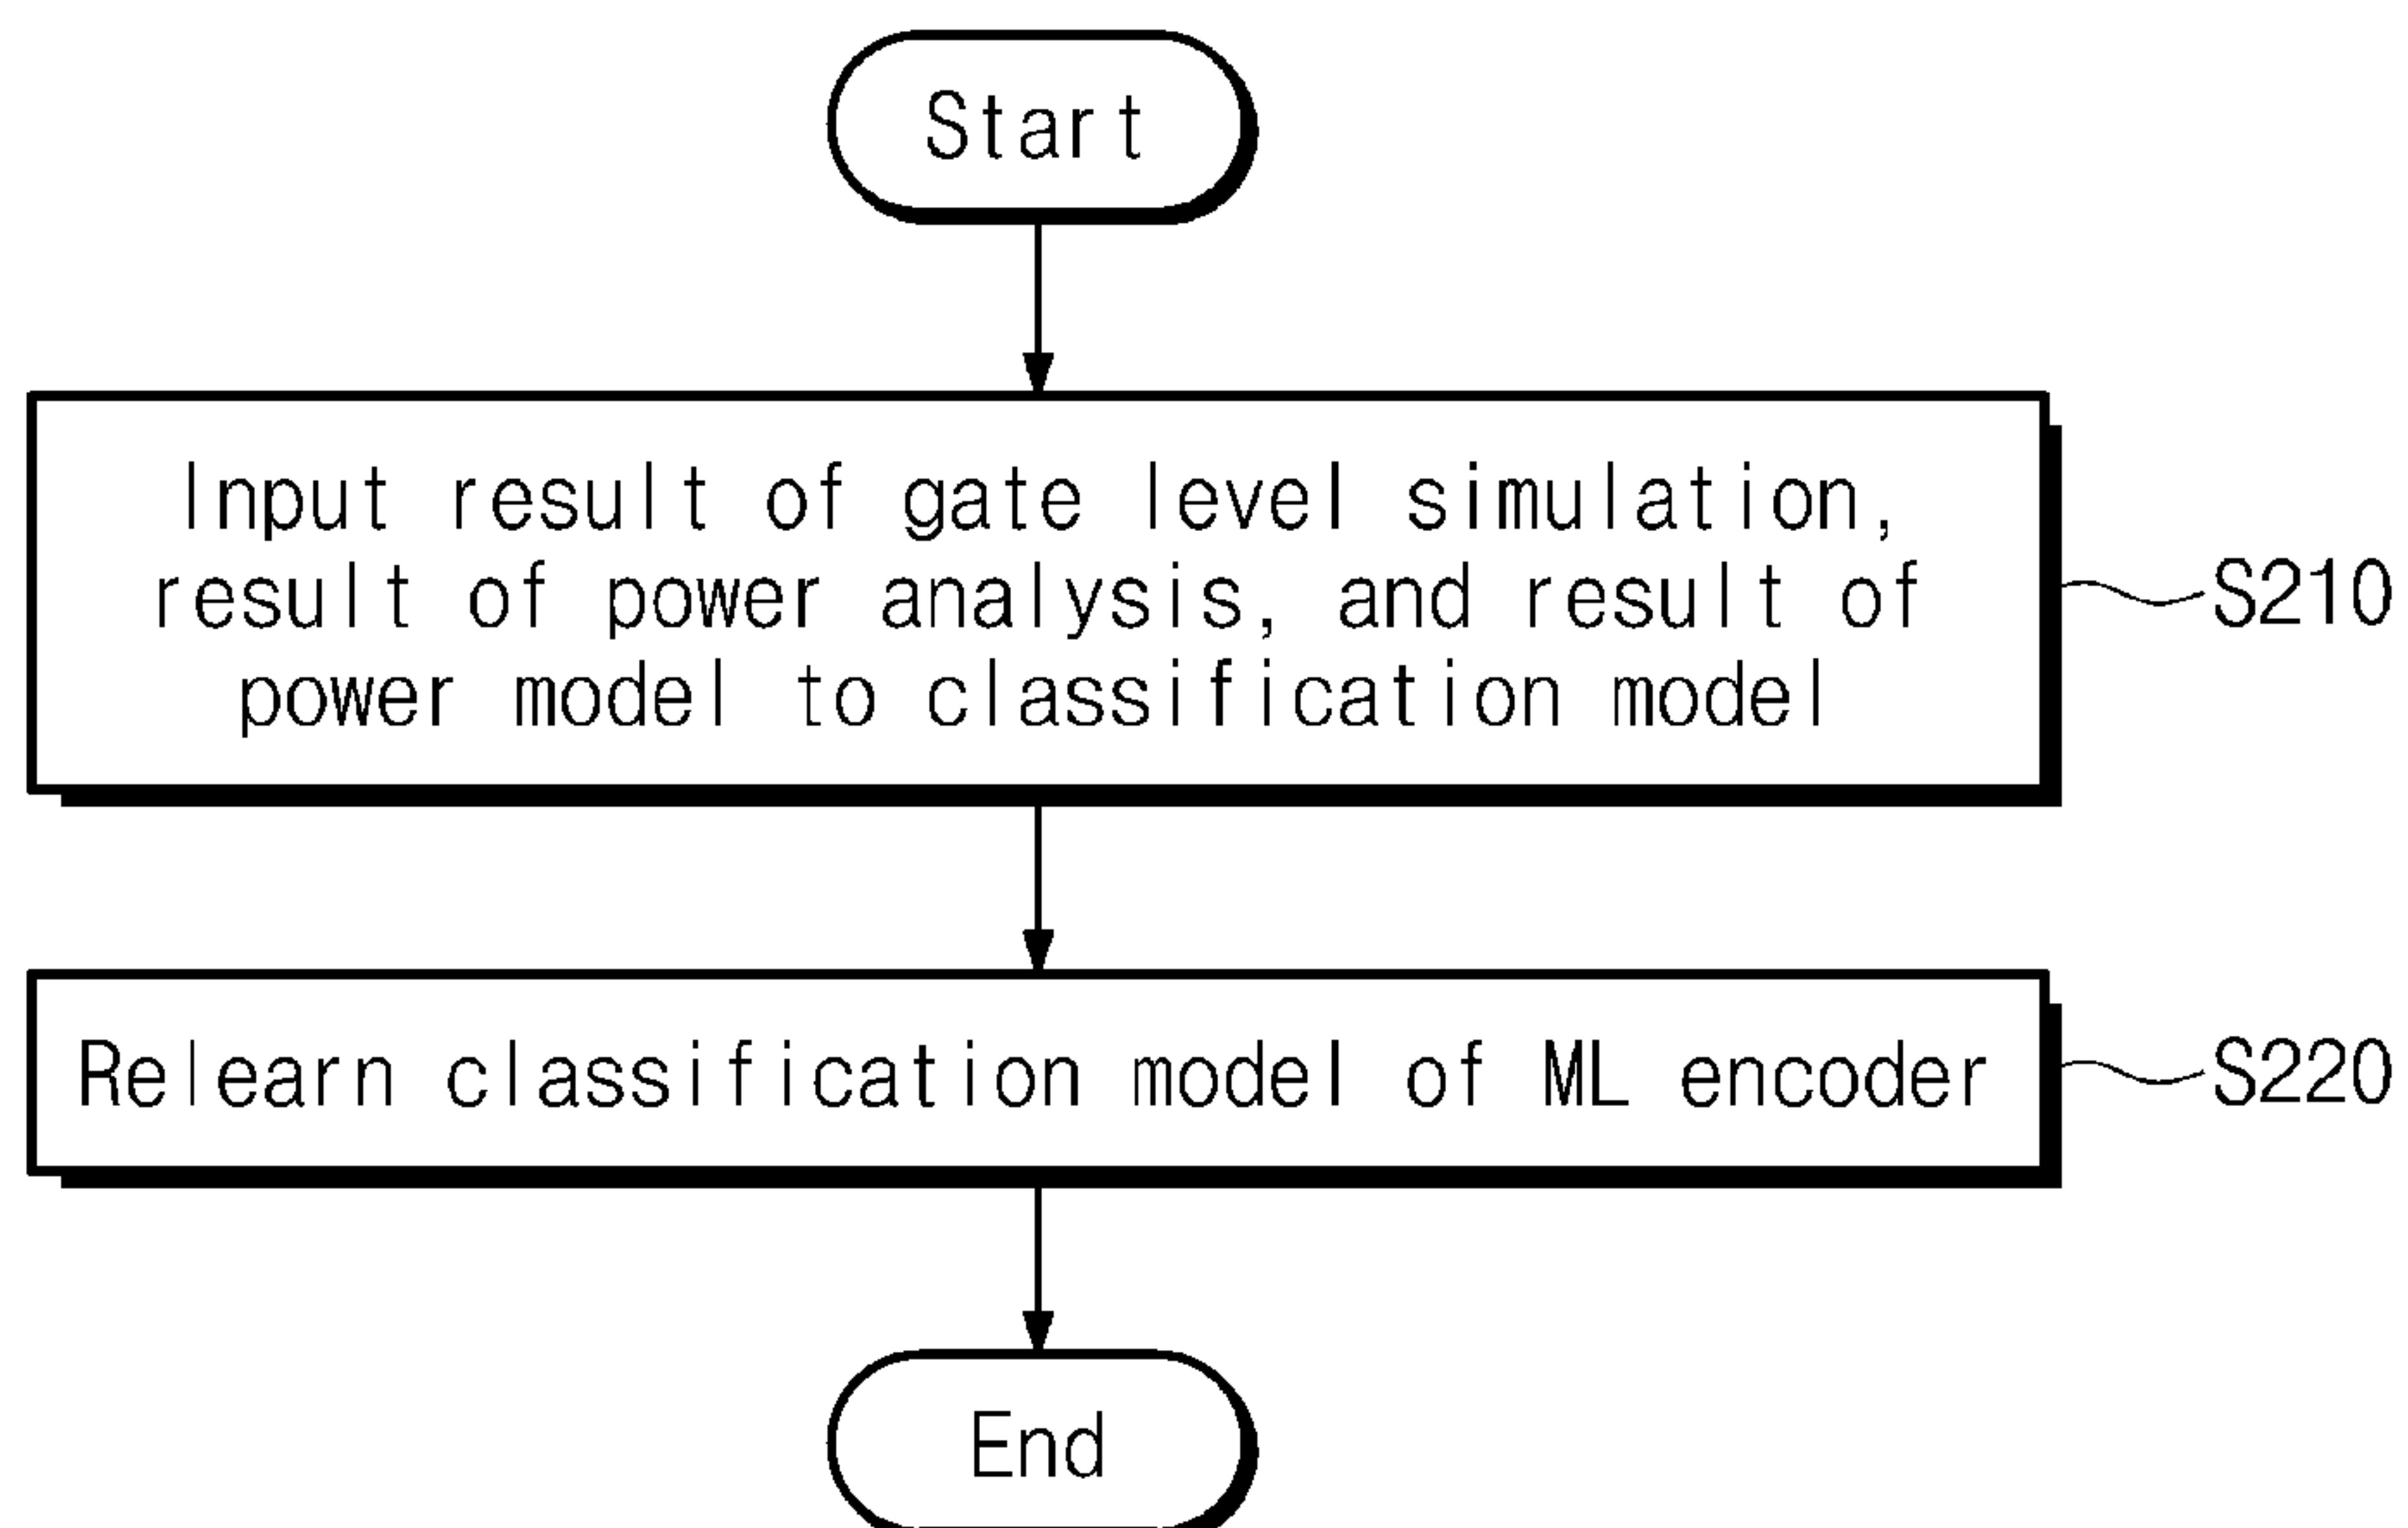 Start
Input result of gate level simulation,
result of power analysis, and result of
power model to classification model
S210
Relearn classification model of ML encoder
S220
End